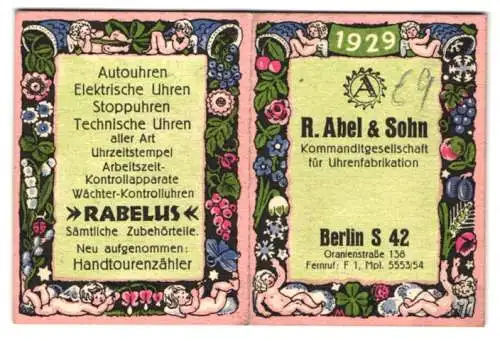 Autouhren
Elektrische Uhren
Stoppuhren
Technische Uhren
aller Art
Uhrzeitstempel
Arbeitszeit-
Kontrollapparate
Wächter-Kontrolluhren
»RABELUS«
Sämtliche Zubehörteile.
Neu aufgenommen:
Handtourenzähler
1929
A
E9
R. Abel & Sohn
Kommanditgesellschaft
für Uhrenfabrikation
Berlin S 42
Oranienstraße 138
Fernruf: F 1, Mpl. 5553/54